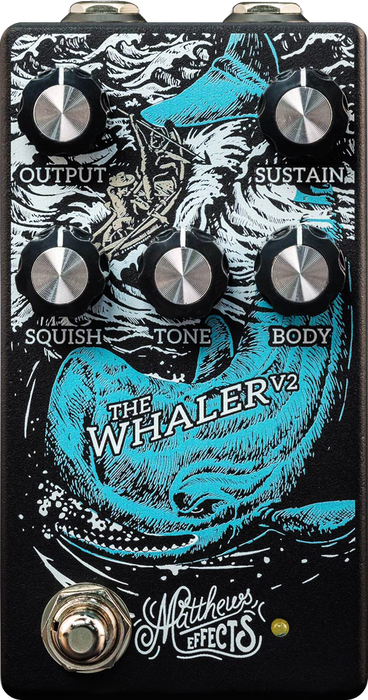 OUTPUT SUSTAIN
SQUISH TONE BODY
THE
WHALER V2
Matthews
EFFECTS